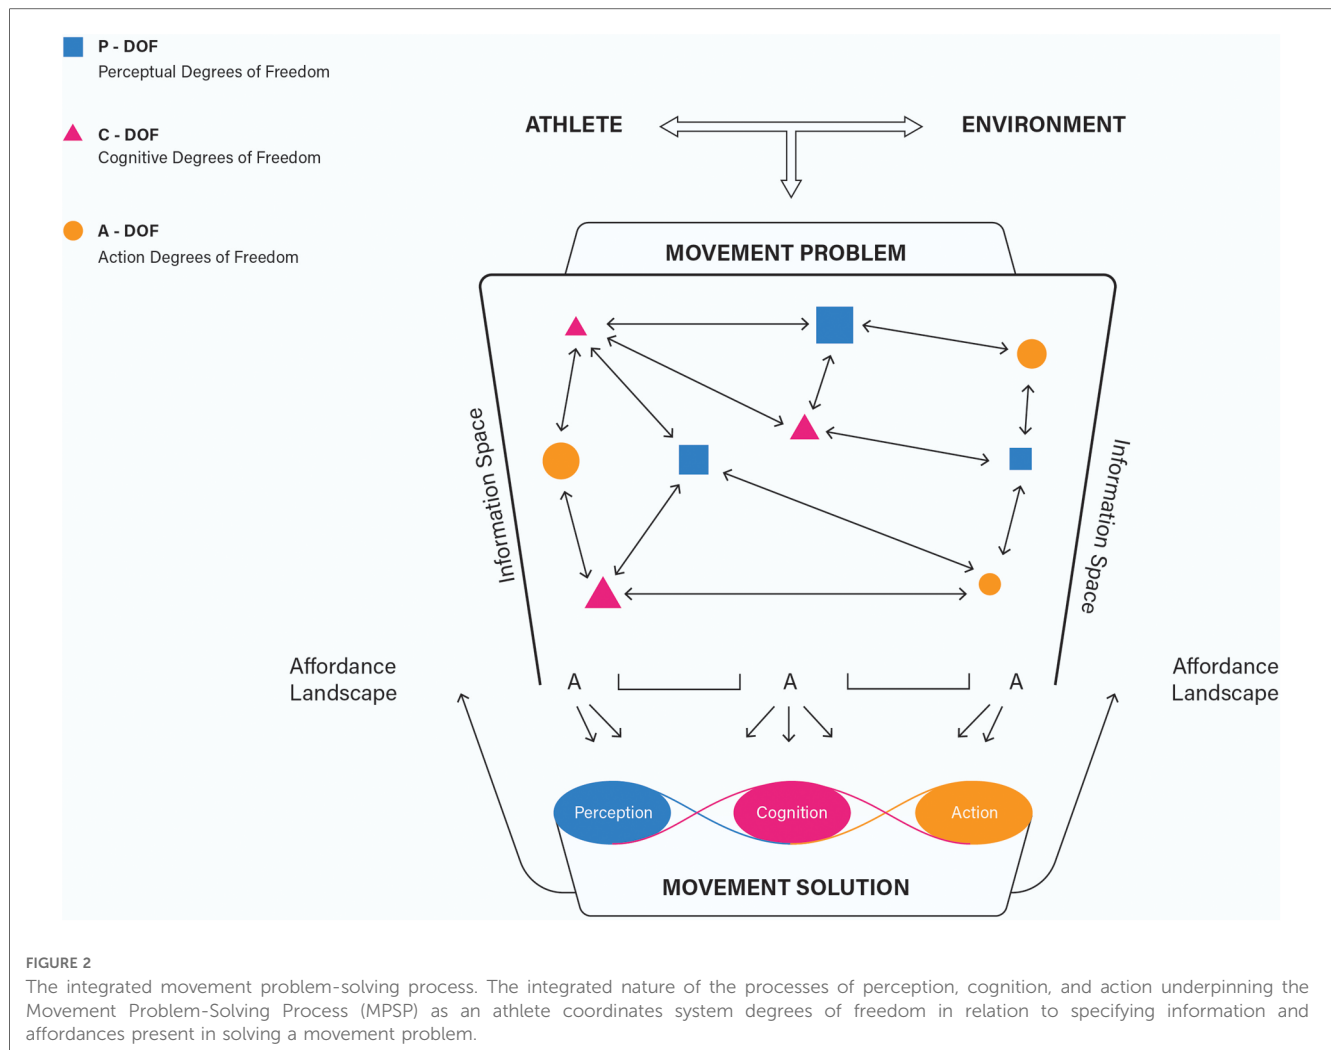 P - DOF
Perceptual Degrees of Freedom
C - DOF
Cognitive Degrees of Freedom
A - DOF
Action Degrees of Freedom
ATHLETE
ENVIRONMENT
MOVEMENT PROBLEM
Information Space
Information Space
Affordance
Landscape
Affordance
Landscape
A
A
A
Perception
Cognition
Action
MOVEMENT SOLUTION
FIGURE 2
The integrated movement problem-solving process. The integrated nature of the processes of perception, cognition, and action underpinning the
Movement Problem-Solving Process (MPSP) as an athlete coordinates system degrees of freedom in relation to specifying information and
affordances present in solving a movement problem.